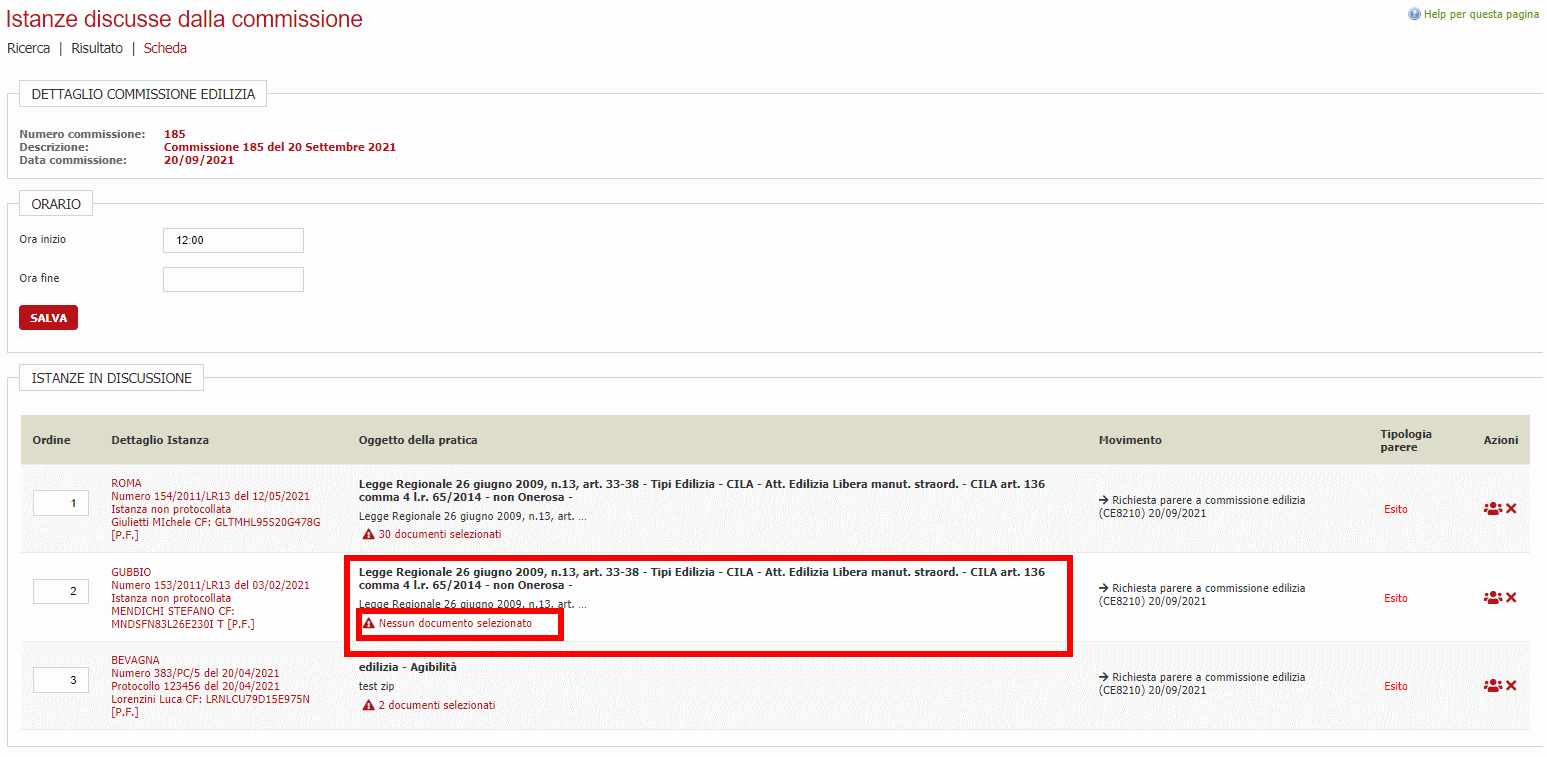 Istanze discusse dalla commissione
Help per questa pagina
Ricerca | Risultato | Scheda
DETTAGLIO COMMISSIONE EDILIZIA
Numero commissione: 185
Descrizione: Commissione 185 del 20 Settembre 2021
Data commissione: 20/09/2021
ORARIO
Ora inizio 12:00
Ora fine
SALVA
ISTANZE IN DISCUSSIONE
Ordine Dettaglio Istanza Oggetto della pratica Movimento Tipologia parere Azioni
1
ROMA
Numero 154/2011/LR13 del 12/05/2021
Istanza non protocollata
Giulietti MIchele CF: GLTMHL95S20G478G
[P.F.]
Legge Regionale 26 giugno 2009, n.13, art. 33-38 - Tipi Edilizia - CILA - Att. Edilizia Libera manut. straord. - CILA art. 136
comma 4 l.r. 65/2014 - non Onerosa -
Legge Regionale 26 giugno 2009, n.13, art. ...
30 documenti selezionati
→ Richiesta parere a commissione edilizia
(CE8210) 20/09/2021
Esito
2
GUBBIO
Numero 153/2011/LR13 del 03/02/2021
Istanza non protocollata
MENDICHI STEFANO CF:
MNDSFN83L26E230I T [P.F.]
Legge Regionale 26 giugno 2009, n.13, art. 33-38 - Tipi Edilizia - CILA - Att. Edilizia Libera manut. straord. - CILA art. 136
comma 4 l.r. 65/2014 - non Onerosa -
Legge Regionale 26 giugno 2009, n.13, art. ...
Nessun documento selezionato
→ Richiesta parere a commissione edilizia
(CE8210) 20/09/2021
Esito
3
BEVAGNA
Numero 383/PC/5 del 20/04/2021
Protocollo 123456 del 20/04/2021
Lorenzini Luca CF: LRNLCU79D15E975N
[P.F.]
edilizia - Agibilità
test zip
2 documenti selezionati
→ Richiesta parere a commissione edilizia
(CE8210) 20/09/2021
Esito